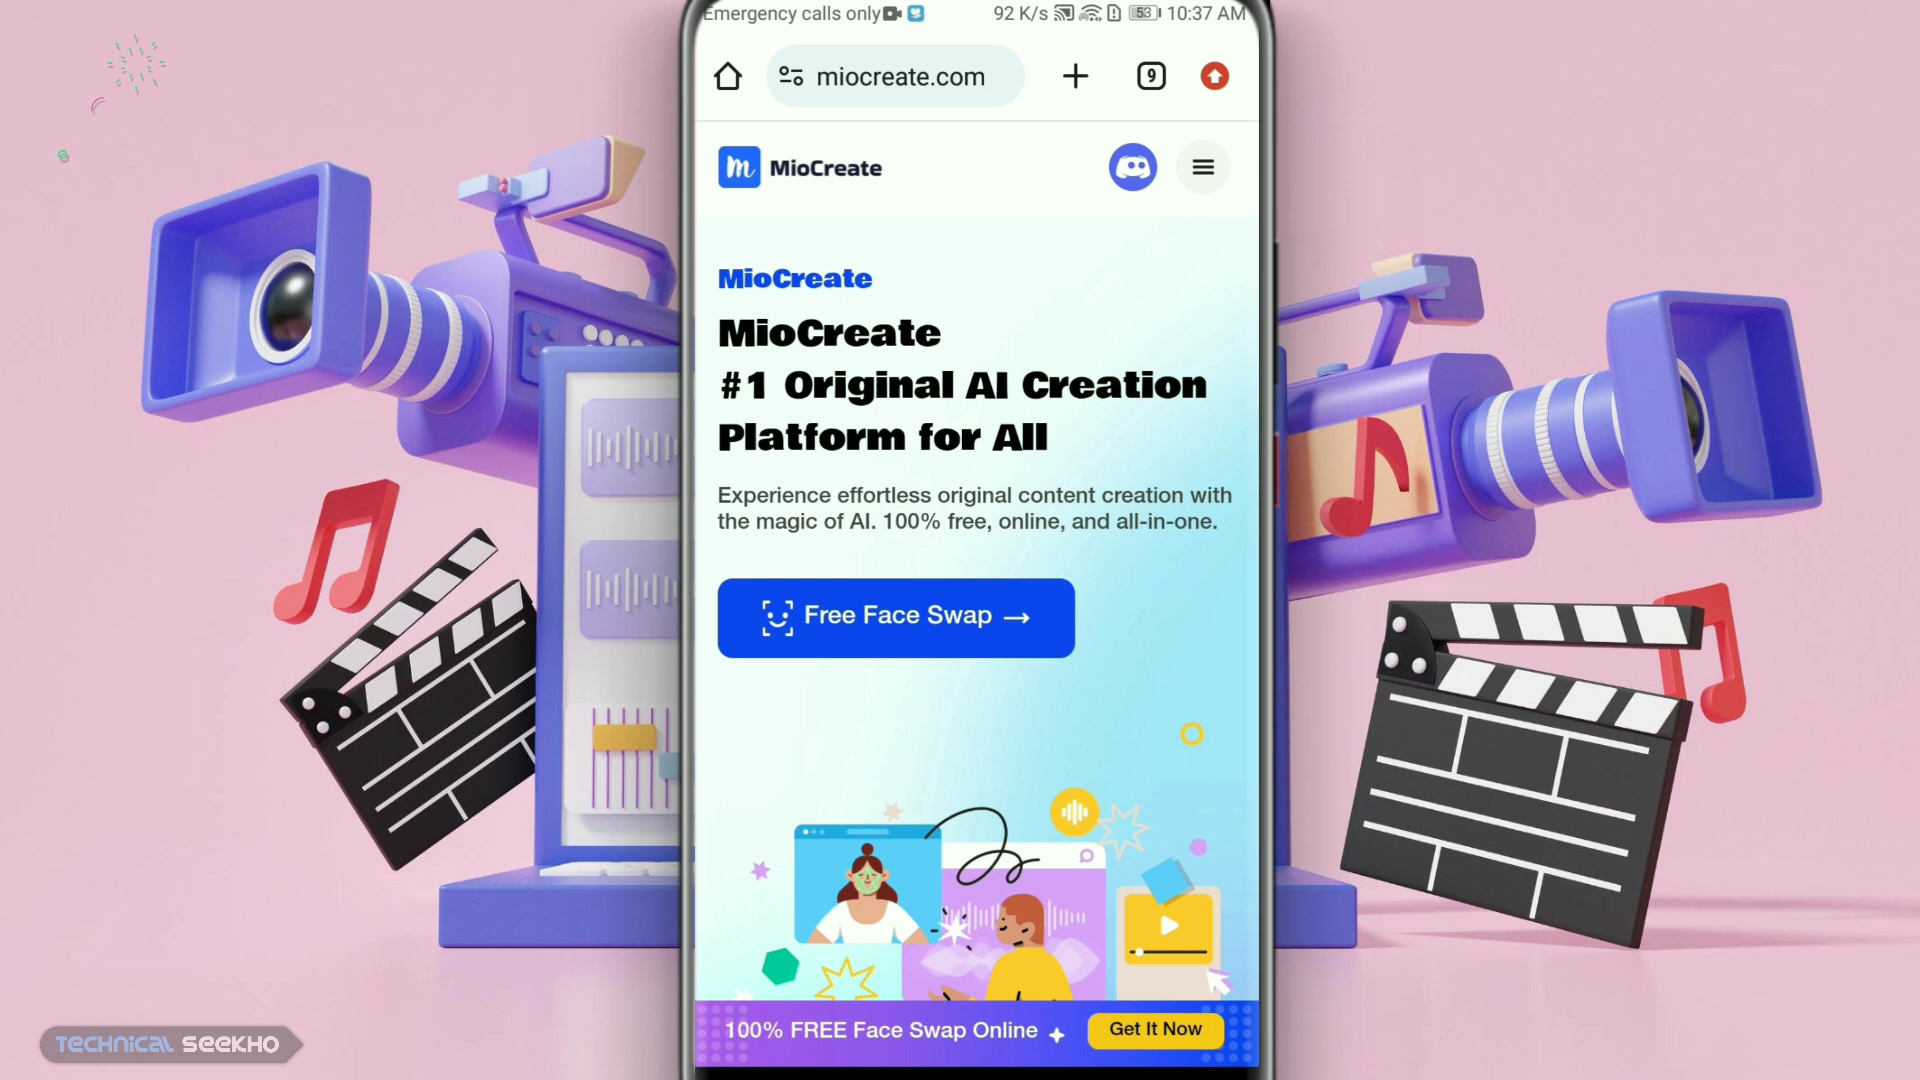 Emergency calls only
92 K/s
53
10:37 AM
miocreate.com
9
m
MioCreate
MioCreate
MioCreate
#1 Original AI Creation
Platform for All
Experience effortless original content creation with
the magic of AI. 100% free, online, and all-in-one.
Free Face Swap →
100% FREE Face Swap Online
Get It Now
TECHNICAL SEEKHO